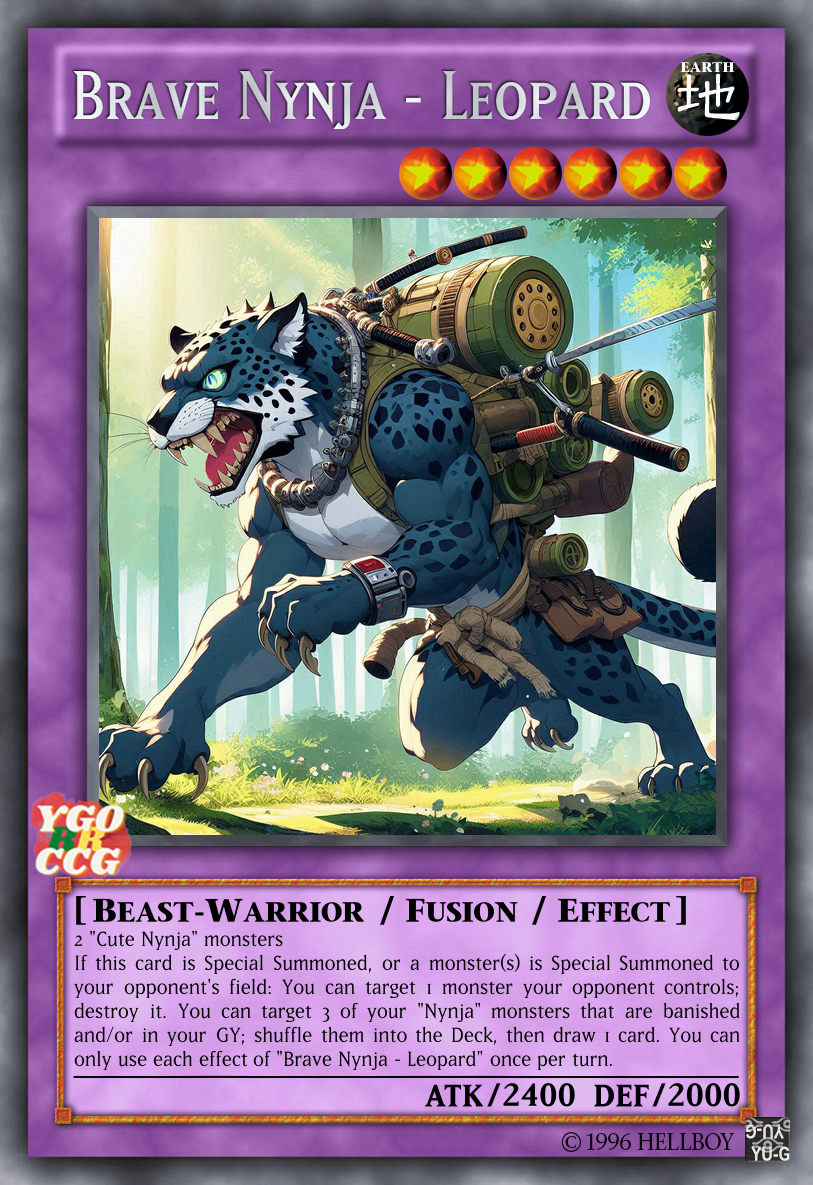 Brave Nynja - Leopard
EARTH
地
YGO
BR
CCG
[ Beast-Warrior / Fusion / Effect ]
2 "Cute Nynja" monsters
If this card is Special Summoned, or a monster(s) is Special Summoned to
your opponent's field: You can target 1 monster your opponent controls;
destroy it. You can target 3 of your "Nynja" monsters that are banished
and/or in your GY; shuffle them into the Deck, then draw 1 card. You can
only use each effect of "Brave Nynja - Leopard" once per turn.
ATK/2400 DEF/2000
© 1996 HELLBOY
YU-G
YU-G